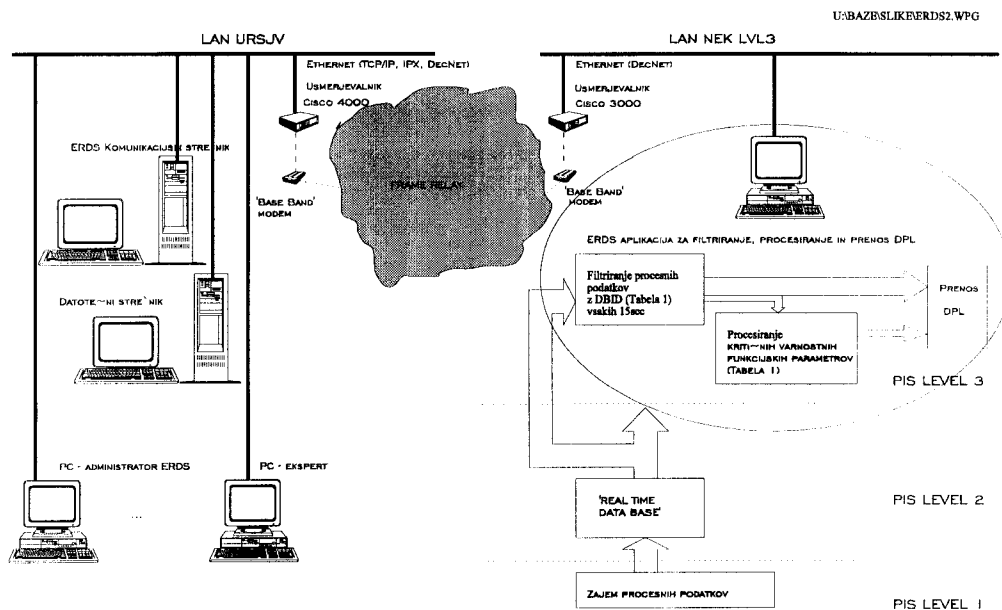 U:\BAZE\SLIKE\ERDS2.WPG
LAN URSJV
LAN NEK LVL3
ETHERNET (TCP/IP, IPX, DECNET)
USMERJEVALNIK
CISCO 4000
ETHERNET (DECNET)
USMERJEVALNIK
CISCO 3000
ERDS KOMUNIKACIJSKI STRE@NIK
FRAME RELAY
'BASE BAND'
MODEM
'BASE BAND'
MODEM
ERDS APLIKACIJA ZA FILTRIRANJE, PROCESIRANJE IN PRENOS DPL
Filtriranje procesnih
podatkov
z DBID (Tabela 1)
vsakih 15sec
DATOTE~NI STRE`NIK
PRENOS
DPL
Procesiranje
KRITI~NIH VARNOSTNIH
FUNKCIJSKIH PARAMETROV
(TABELA 1)
PIS LEVEL 3
PC - ADMINISTRATOR ERDS
PC - EKSPERT
...
'REAL TIME
DATA BASE'
PIS LEVEL 2
ZAJEM PROCESNIH PODATKOV
PIS LEVEL 1